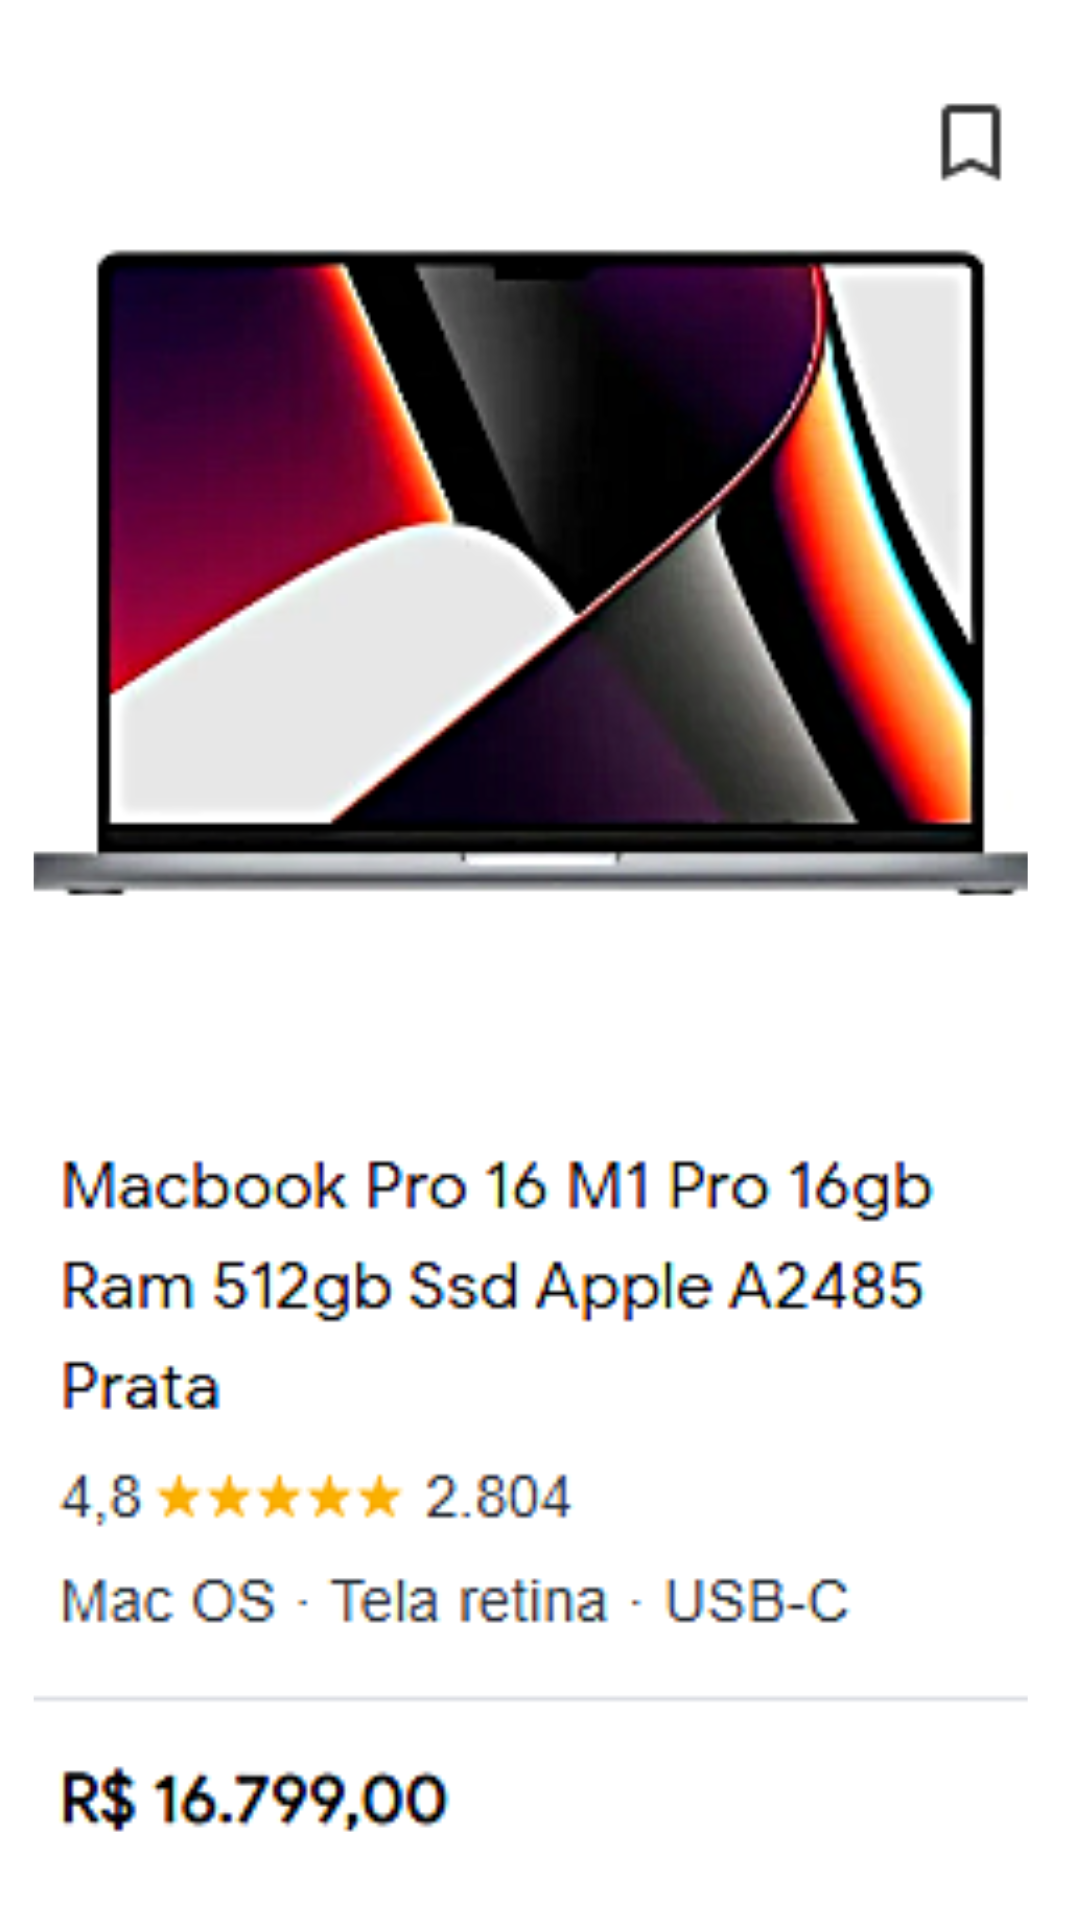 Macbook Pro 16 M1 Pro 16gb
Ram 512gb Ssd Apple A2485
Prata
4,8 ★★★★★ 2.804
Mac OS · Tela retina · USB-C
R$ 16.799,00